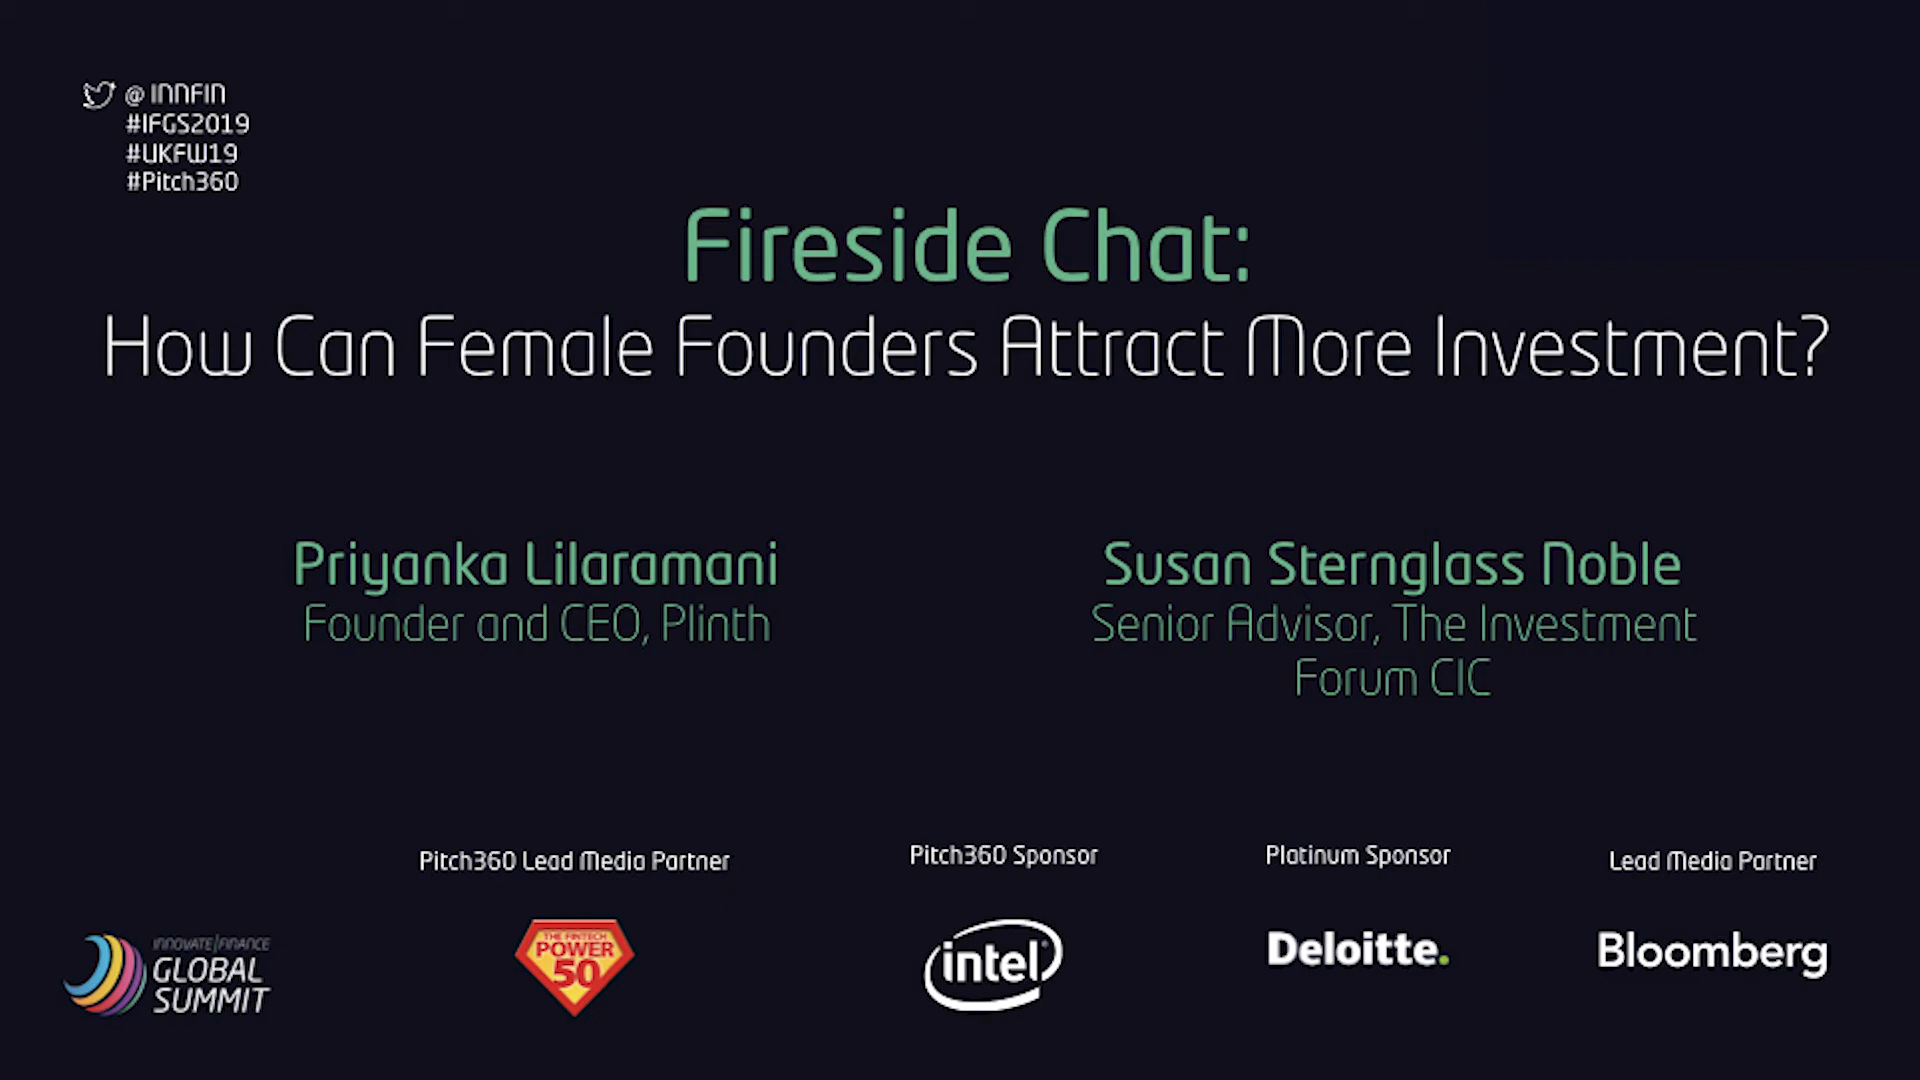 @ INNFIN
#IFGS2019
#UKFW19
#Pitch360
Fireside Chat:
How Can Female Founders Attract More Investment?
Priyanka Lilaramani
Founder and CEO, Plinth
Susan Sternglass Noble
Senior Advisor, The Investment
Forum CIC
Pitch360 Lead Media Partner
Pitch360 Sponsor
Platinum Sponsor
Lead Media Partner
INNOVATE|FINANCE
GLOBAL
SUMMIT
THE FINTECH
POWER
50
intel
Deloitte.
Bloomberg